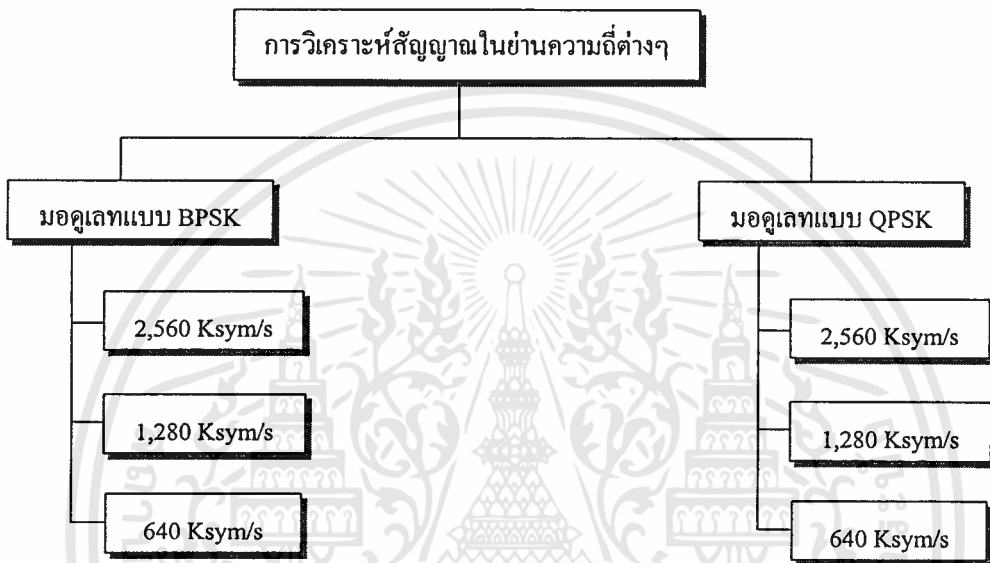 การวิเคราะห์สัญญาณในย่านความถี่ต่างๆ
มอดูเลทแบบ BPSK
2,560 Ksym/s
1,280 Ksym/s
640 Ksym/s
มอดูเลทแบบ QPSK
2,560 Ksym/s
1,280 Ksym/s
640 Ksym/s